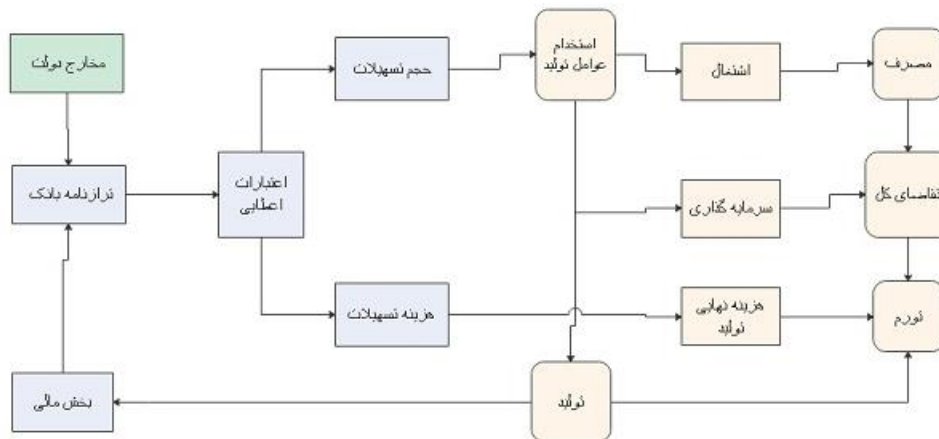 مخارج دولت
حجم تسهیلات
استخدام
عوامل تولید
اشتغال
مصرف
ترازنامه بانک
اعتبارات
اعطایی
سرمایه گذاری
تقاضای کل
هزینه تسهیلات
هزینه نهایی
تولید
تورم
بخش مالی
تولید